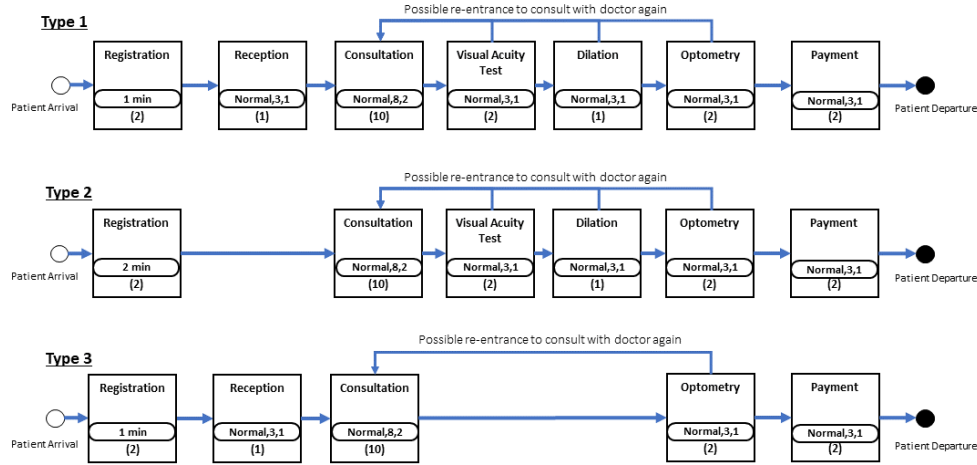 Possible re-entrance to consult with doctor again
Type 1
Registration
Reception
Consultation
Visual Acuity
Test
Dilation
Optometry
Payment
1 min
Normal,3,1
Normal,8,2
Normal,3,1
Normal,3,1
Normal,3,1
Normal,3,1
Patient Arrival
(2)
(1)
(10)
(2)
(1)
(2)
(2)
Patient Departure
Possible re-entrance to consult with doctor again
Type 2
Registration
Consultation
Visual Acuity
Test
Dilation
Optometry
Payment
2 min
Normal,8,2
Normal,3,1
Normal,3,1
Normal,3,1
Normal,3,1
Patient Arrival
(2)
(10)
(2)
(1)
(2)
(2)
Patient Departure
Possible re-entrance to consult with doctor again
Type 3
Registration
Reception
Consultation
Optometry
Payment
1 min
Normal,3,1
Normal,8,2
Normal,3,1
Normal,3,1
Patient Arrival
(2)
(1)
(10)
(2)
(2)
Patient Departure